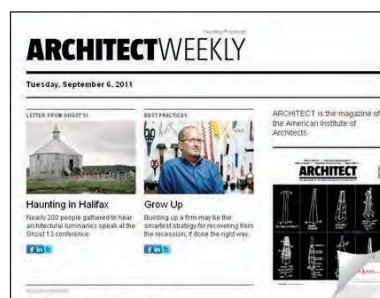 ARCHITECTWEEKLY
Tuesday, September 6, 2011
LETTER FROM GHOST 13
Haunting in Halifax
Nearly 200 people gathered to hear
architectural luminaries speak at the
Ghost 13 conference.
BEST PRACTICES
Grow Up
Building up a firm may be the
smartest strategy for recovering from
the recession, if done the right way.
ARCHITECT is the magazine of
the American Institute of
Architects
ARCHITECT